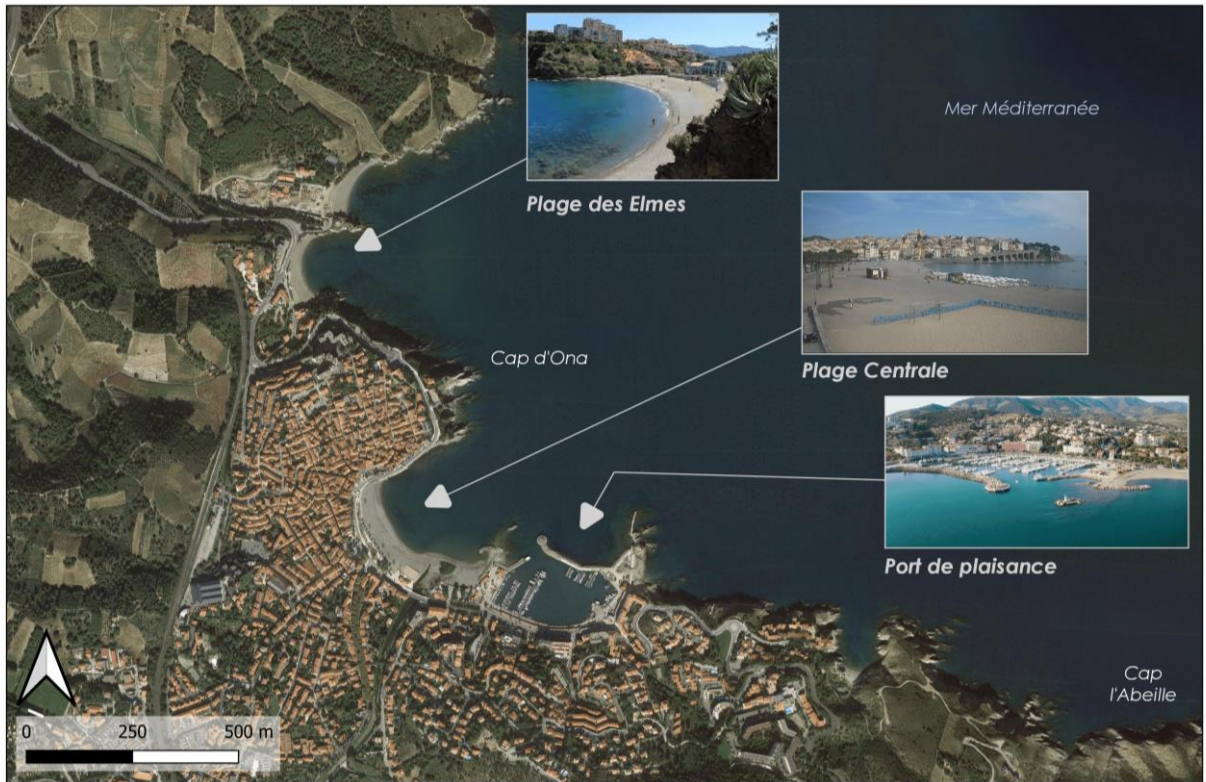 Mer Méditerranée
Plage des Elmes
Cap d'Ona
Plage Centrale
Port de plaisance
Cap
l'Abeille
0 250 500 m